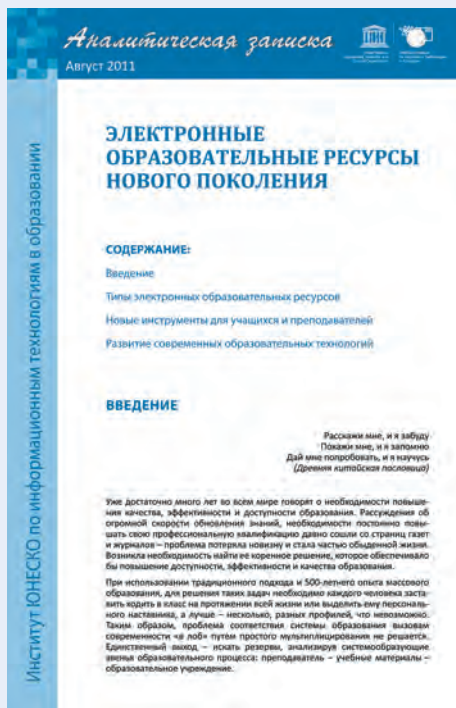 Аналитическая записка
Август 2011
Институт ЮНЕСКО по информационным технологиям в образовании
ЭЛЕКТРОННЫЕ
ОБРАЗОВАТЕЛЬНЫЕ РЕСУРСЫ
НОВОГО ПОКОЛЕНИЯ
СОДЕРЖАНИЕ:
Введение
Типы электронных образовательных ресурсов
Новые инструменты для учащихся и преподавателей
Развитие современных образовательных технологий
ВВЕДЕНИЕ
Расскажи мне, и я забуду
Покажи мне, и я запомню
Дай мне попробовать, и я научусь
(Древняя китайская пословица)
Уже достаточно много лет во всем мире говорят о необходимости повыше-
ния качества, эффективности и доступности образования. Рассуждения об
огромной скорости обновления знаний, необходимости постоянно повы-
шать свою профессиональную квалификацию давно сошли со страниц газет
и журналов – проблема потеряла новизну и стала частью обыденной жизни.
Возникла необходимость найти её коренное решение, которое обеспечивало
бы повышение доступности, эффективности и качества образования.
При использовании традиционного подхода и 500-летнего опыта массового
образования, для решения таких задач необходимо каждого человека заста-
вить ходить в класс на протяжении всей жизни или выделить ему персональ-
ного наставника, а лучше – несколько, разных профилей, что невозможно.
Таким образом, проблема соответствия системы образования вызовам
современности «в лоб» путем простого мультиплицирования не решается.
Единственный выход – искать резервы, анализируя системообразующие
звенья образовательного процесса: преподаватель – учебные материалы –
образовательное учреждение.